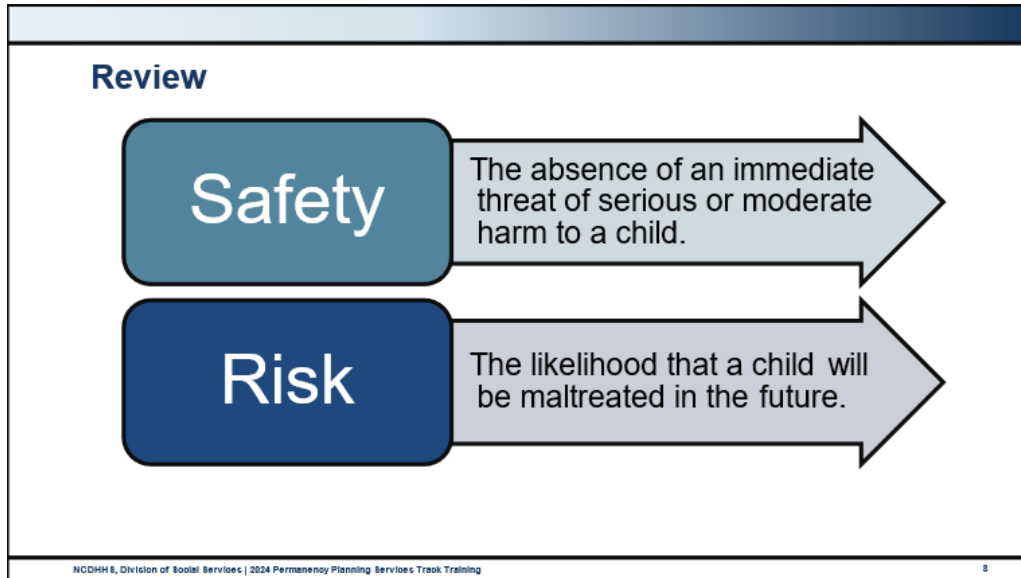 Review
Safety
The absence of an immediate
threat of serious or moderate
harm to a child.
Risk
The likelihood that a child will
be maltreated in the future.
NCDHHS, Division of Social Services | 2024 Permanency Planning Services Track Training
8